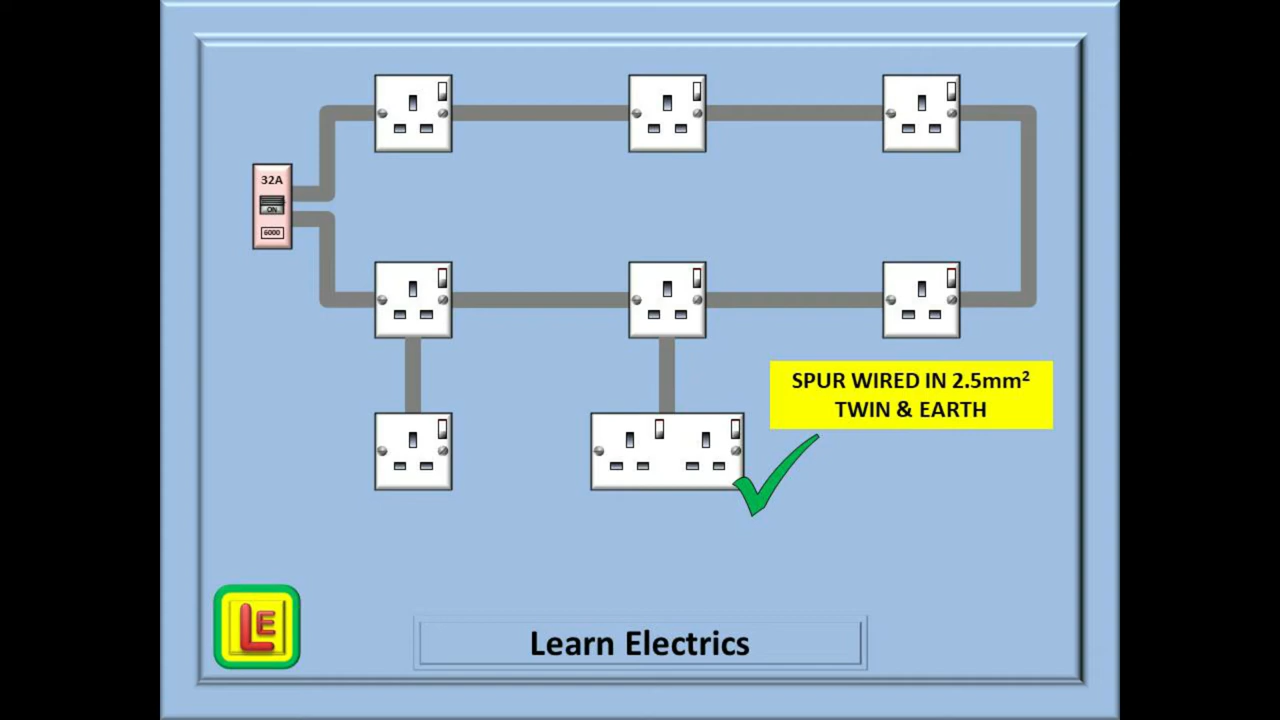 32A
ON
6000
SPUR WIRED IN 2.5mm²
TWIN & EARTH
LE
Learn Electrics